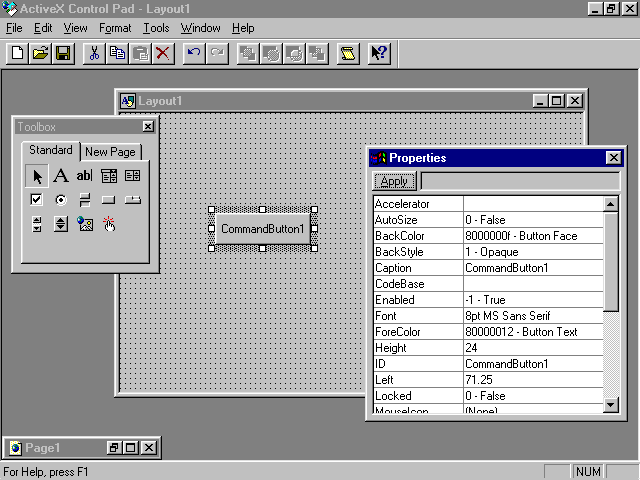 ActiveX Control Pad - Layout1
File Edit View Format Tools Window Help
Layout1
Toolbox
Standard New Page
A ab|
CommandButton1
Properties
Apply
Accelerator
AutoSize 0 - False
BackColor 8000000f - Button Face
BackStyle 1 - Opaque
Caption CommandButton1
CodeBase
Enabled -1 - True
Font 8pt MS Sans Serif
ForeColor 80000012 - Button Text
Height 24
ID CommandButton1
Left 71.25
Locked 0 - False
MouseIcon (None)
Page1
For Help, press F1 NUM